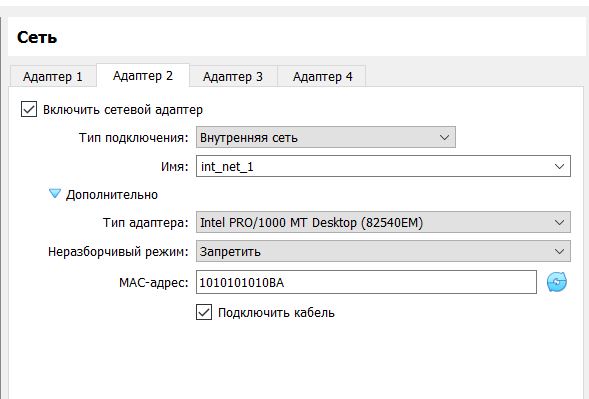 Сеть
Адаптер 1 Адаптер 2 Адаптер 3 Адаптер 4
Включить сетевой адаптер
Тип подключения: Внутренняя сеть
Имя: int_net_1
Дополнительно
Тип адаптера: Intel PRO/1000 MT Desktop (82540EM)
Неразборчивый режим: Запретить
MAC-адрес: 1010101010BA
Подключить кабель